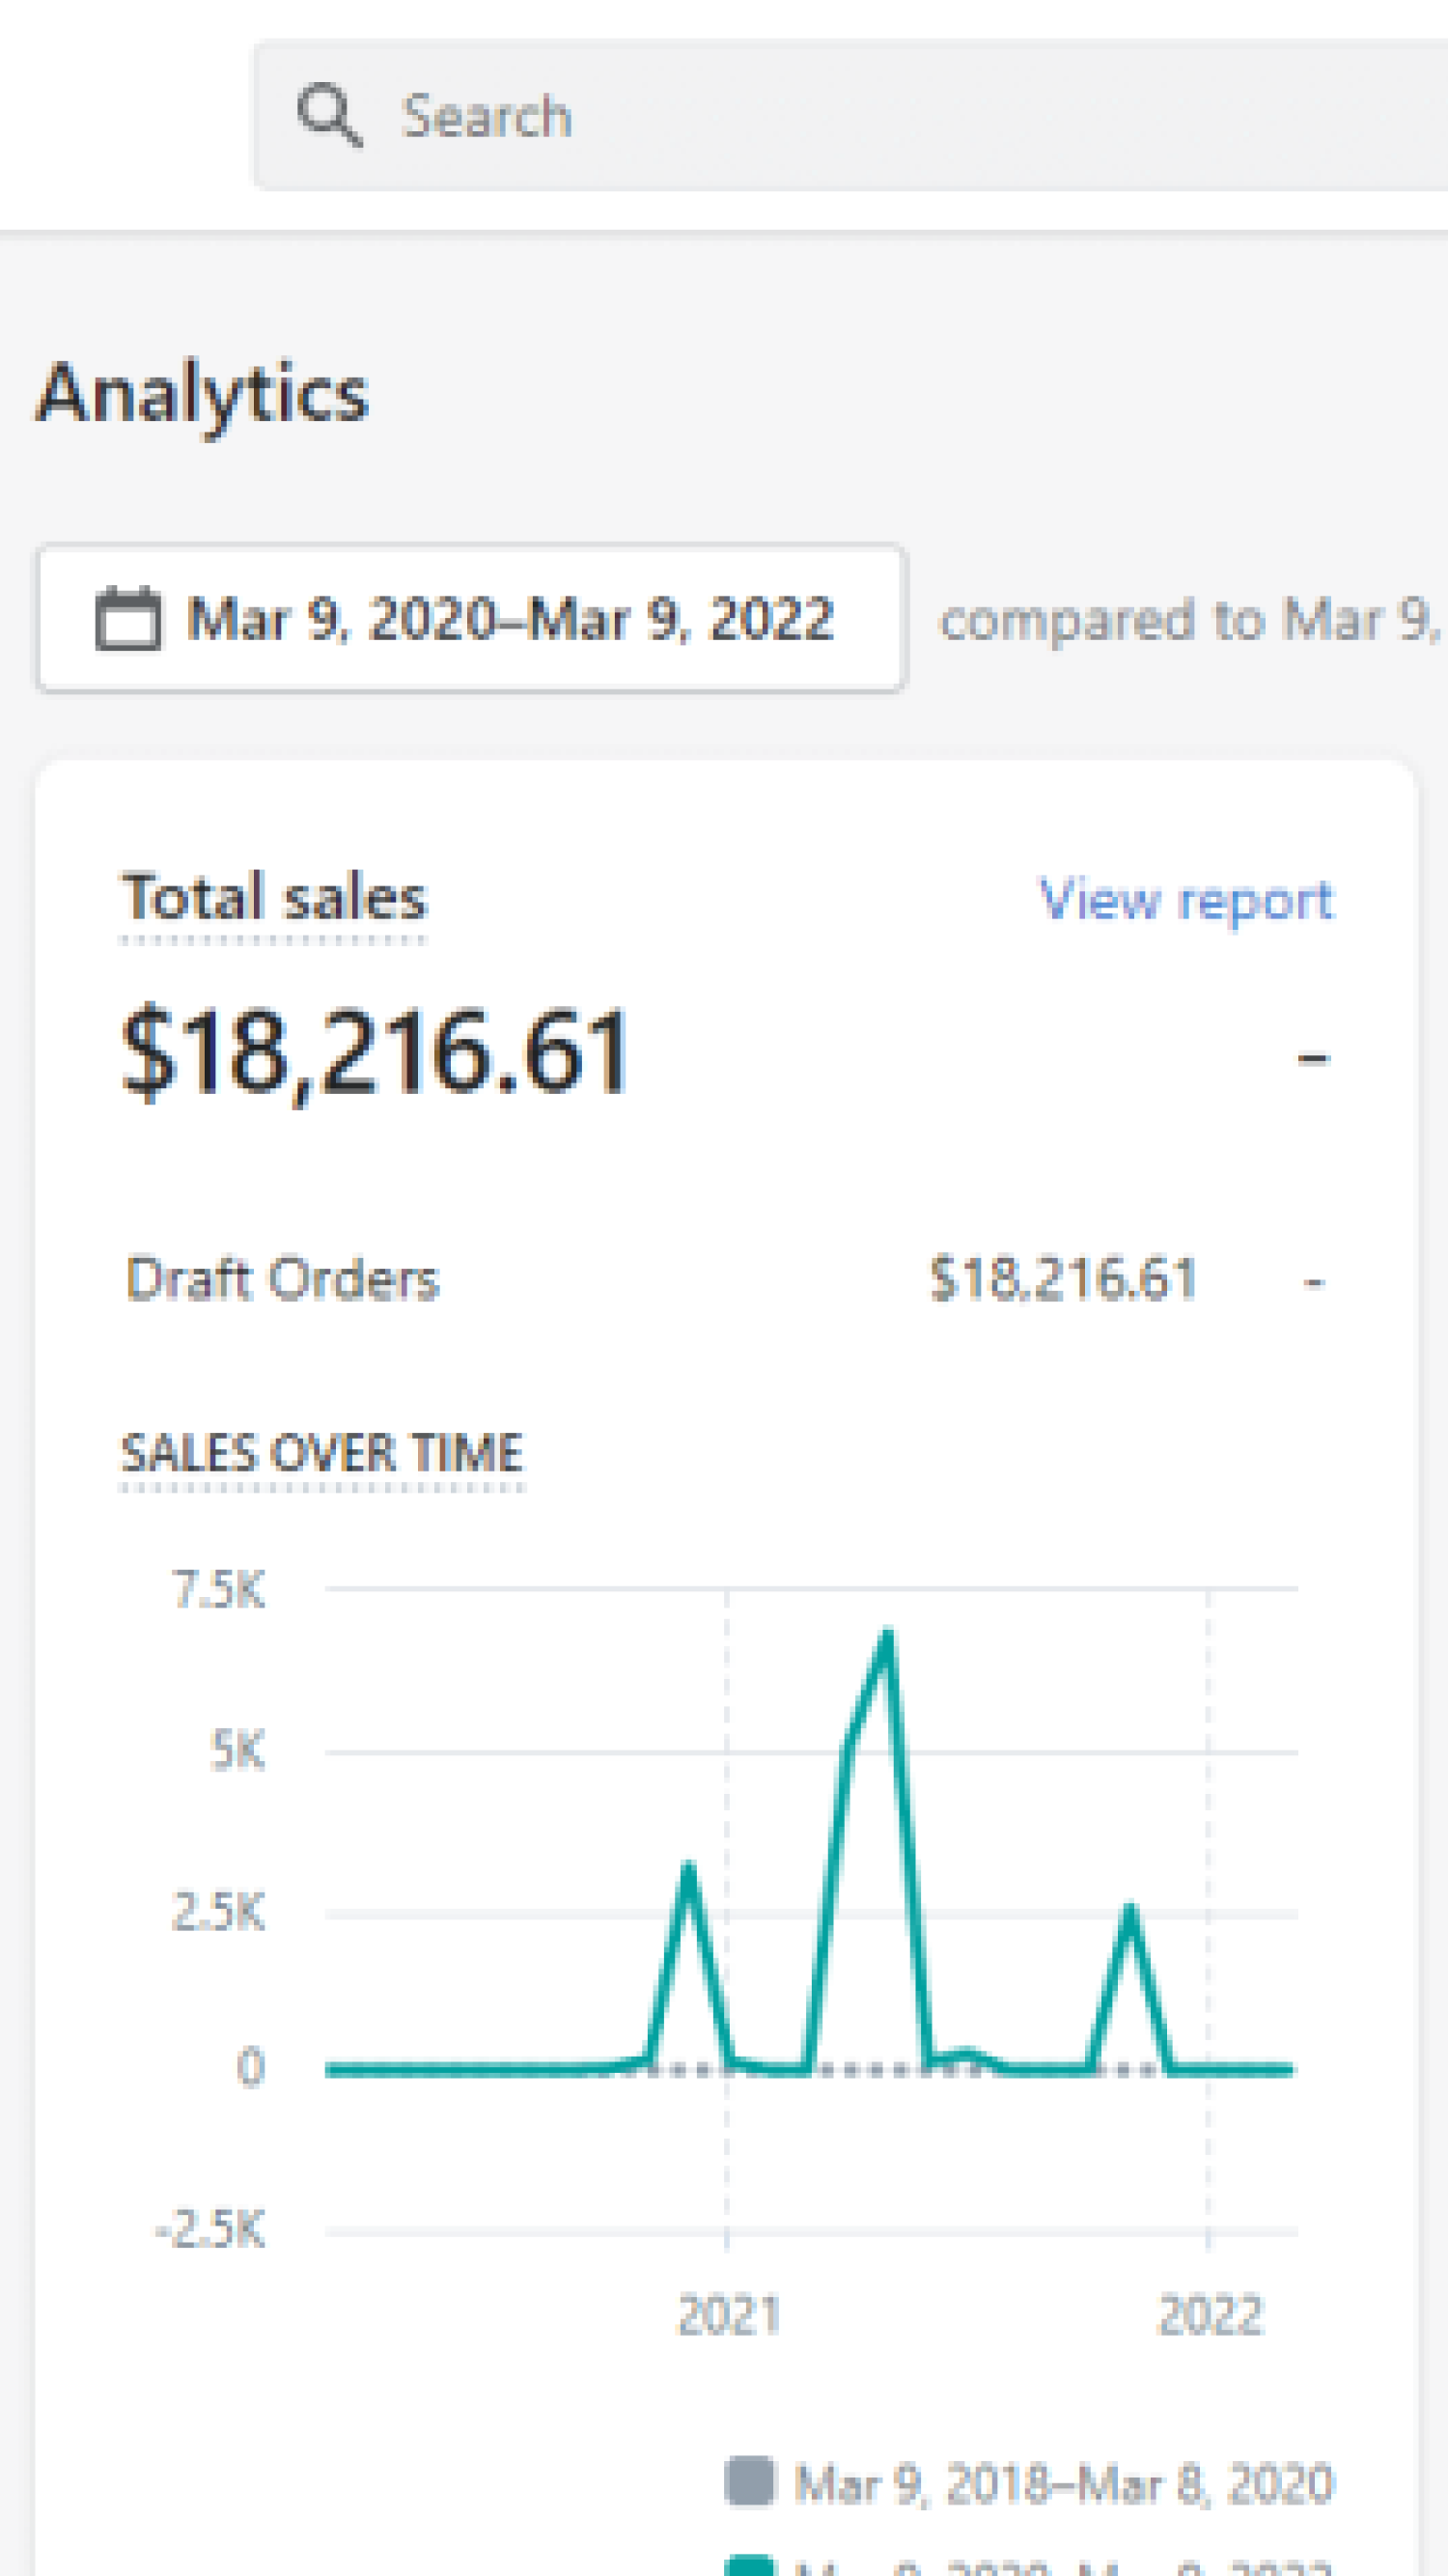 Search
Analytics
Mar 9, 2020–Mar 9, 2022 compared to Mar 9,
Total sales View report
$18,216.61 –
Draft Orders $18,216.61 -
SALES OVER TIME
7.5K
5K
2.5K
0
-2.5K
2021 2022
Mar 9, 2018–Mar 8, 2020